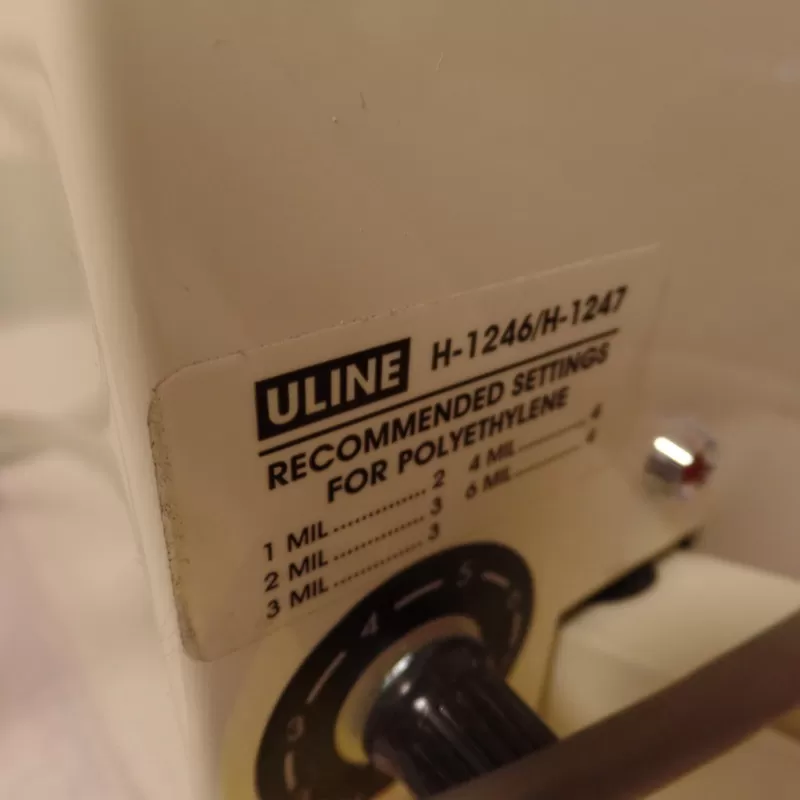 ULINE H-1246/H-1247
RECOMMENDED SETTINGS
FOR POLYETHYLENE
1 MIL.............. 2
2 MIL.............. 3
3 MIL.............. 3
4 MIL.............. 4
6 MIL.............. 4
3
4
5
6